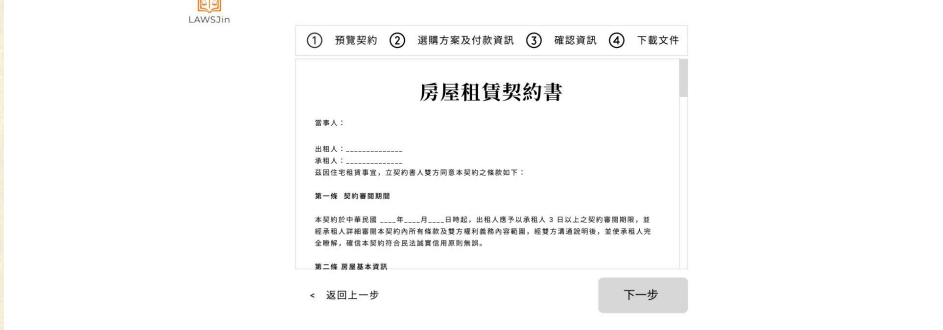 LAWSJin
① 預覽契約 ② 選購方案及付款資訊 ③ 確認資訊 ④ 下載文件
房屋租賃契約書
當事人：
出租人：______________
承租人：______________
茲因住宅租賃事宜，立契約書人雙方同意本契約之條款如下：
第一條 契約審閱期間
本契約於中華民國 ____年____月____日時起，出租人應予以承租人 3 日以上之契約審閱期限，並
經承租人詳細審閱本契約內所有條款及雙方權利義務內容範圍，經雙方溝通說明後，並使承租人完
全瞭解，確信本契約符合民法誠實信用原則無誤。
第二條 房屋基本資訊
< 返回上一步
下一步